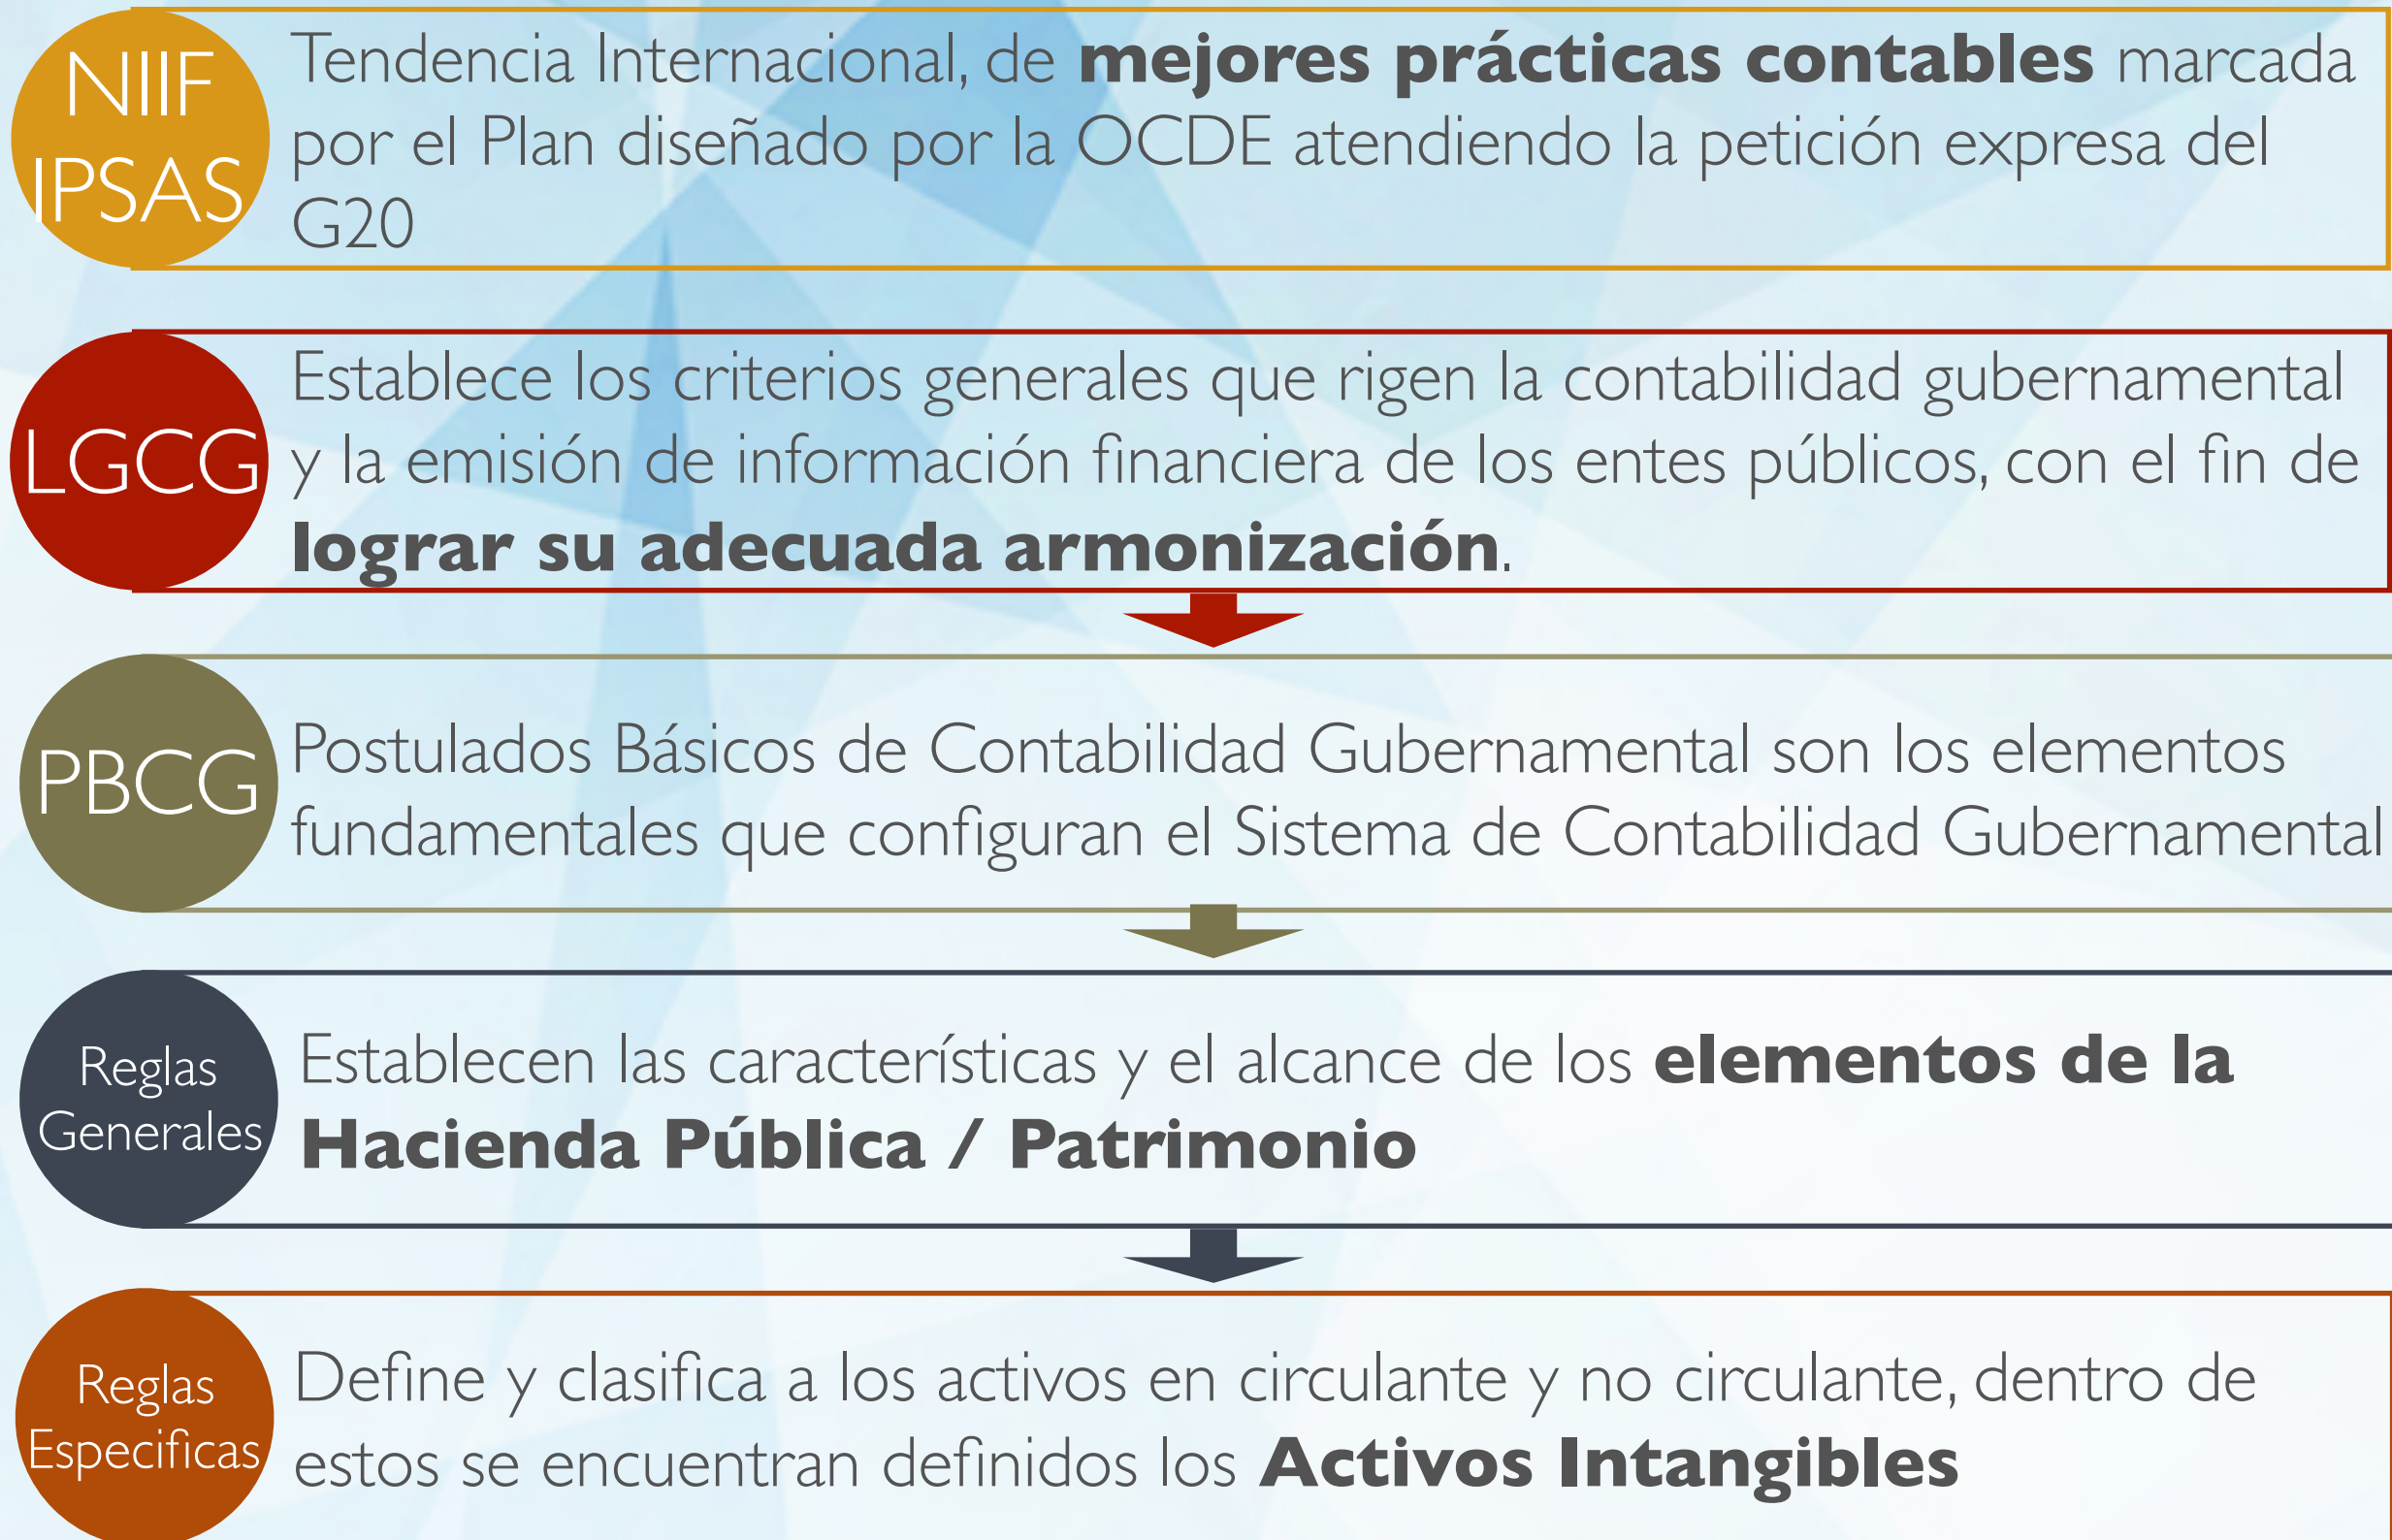 NIIF
IPSAS
Tendencia Internacional, de mejores prácticas contables marcada
por el Plan diseñado por la OCDE atendiendo la petición expresa del
G20
LGCG
Establece los criterios generales que rigen la contabilidad gubernamental
y la emisión de información financiera de los entes públicos, con el fin de
lograr su adecuada armonización.
PBCG
Postulados Básicos de Contabilidad Gubernamental son los elementos
fundamentales que configuran el Sistema de Contabilidad Gubernamental
Reglas
Generales
Establecen las características y el alcance de los elementos de la
Hacienda Pública / Patrimonio
Reglas
Especificas
Define y clasifica a los activos en circulante y no circulante, dentro de
estos se encuentran definidos los Activos Intangibles